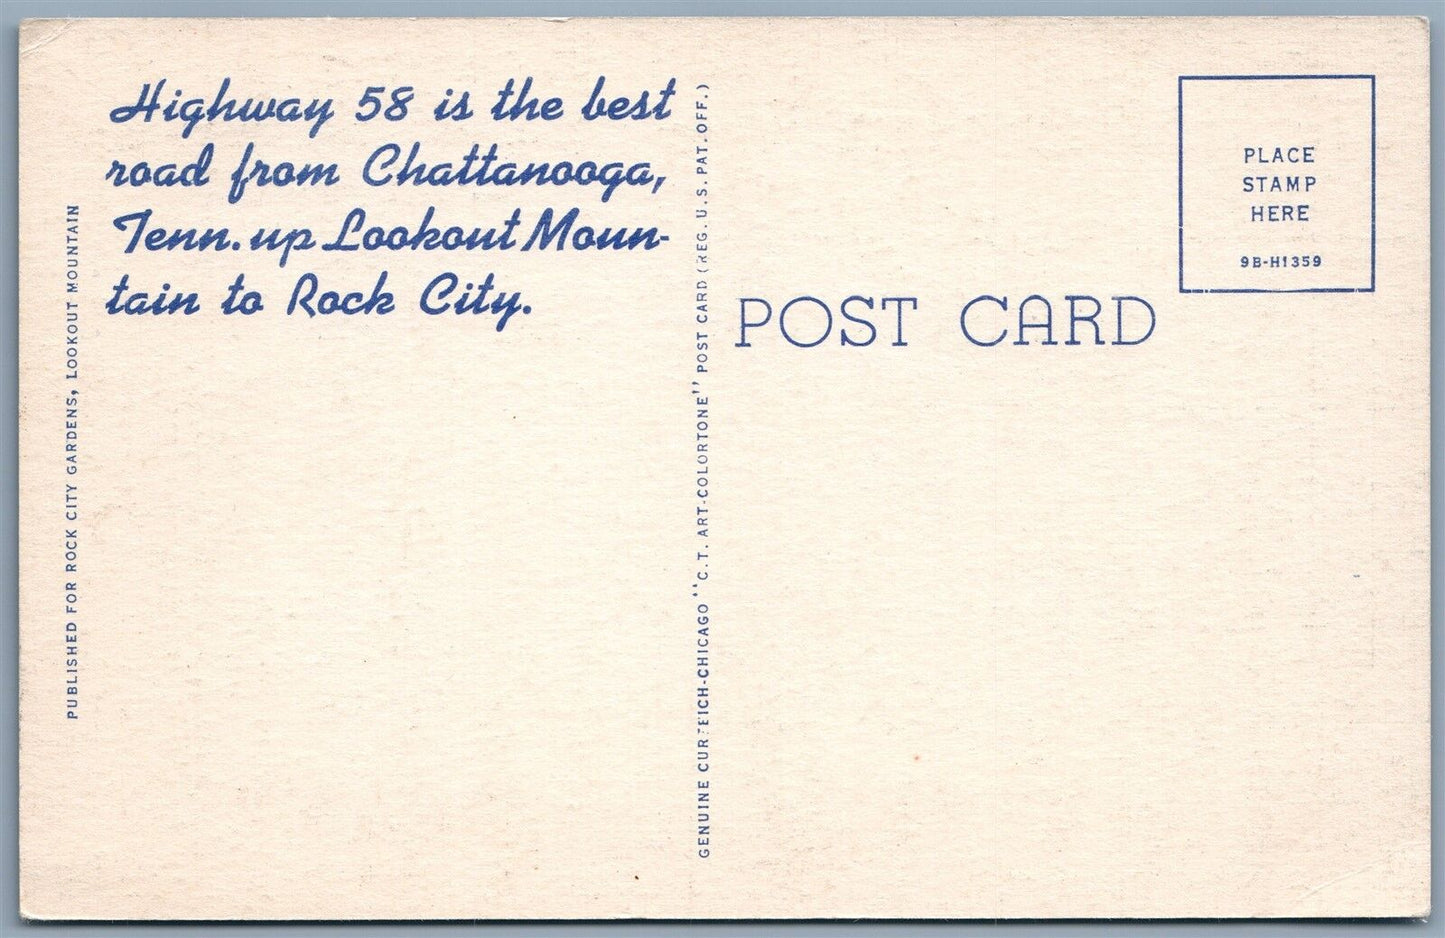 Highway 58 is the best
road from Chattanooga,
Tenn. up Lookout Moun-
tain to Rock City.
PUBLISHED FOR ROCK CITY GARDENS, LOOKOUT MOUNTAIN
GENUINE CURTEICH-CHICAGO "C.T. ART-COLORTONE" POST CARD (REG. U.S. PAT. OFF.)
POST CARD
PLACE
STAMP
HERE
9B-H1359